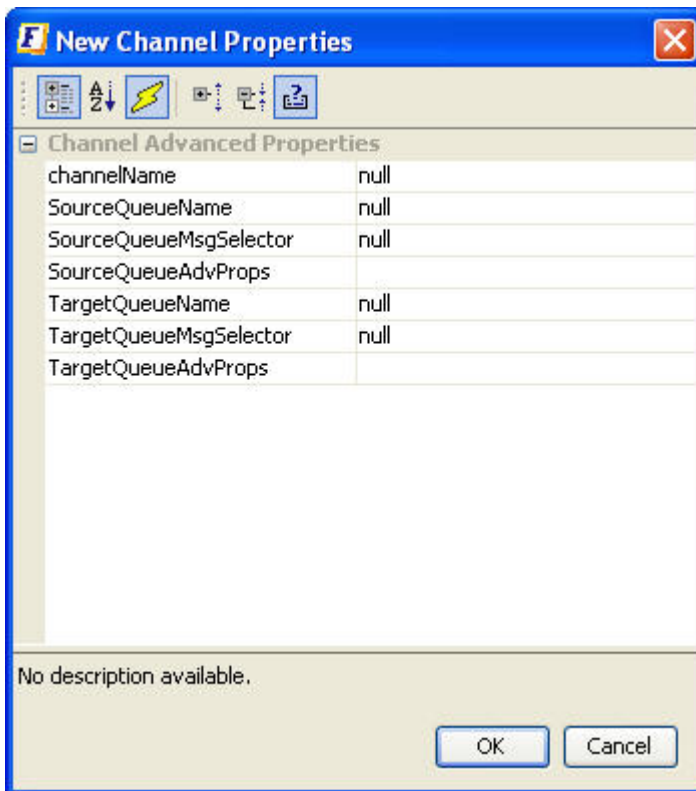 F New Channel Properties
A
Z
Channel Advanced Properties
channelName null
SourceQueueName null
SourceQueueMsgSelector null
SourceQueueAdvProps
TargetQueueName null
TargetQueueMsgSelector null
TargetQueueAdvProps
No description available.
OK Cancel